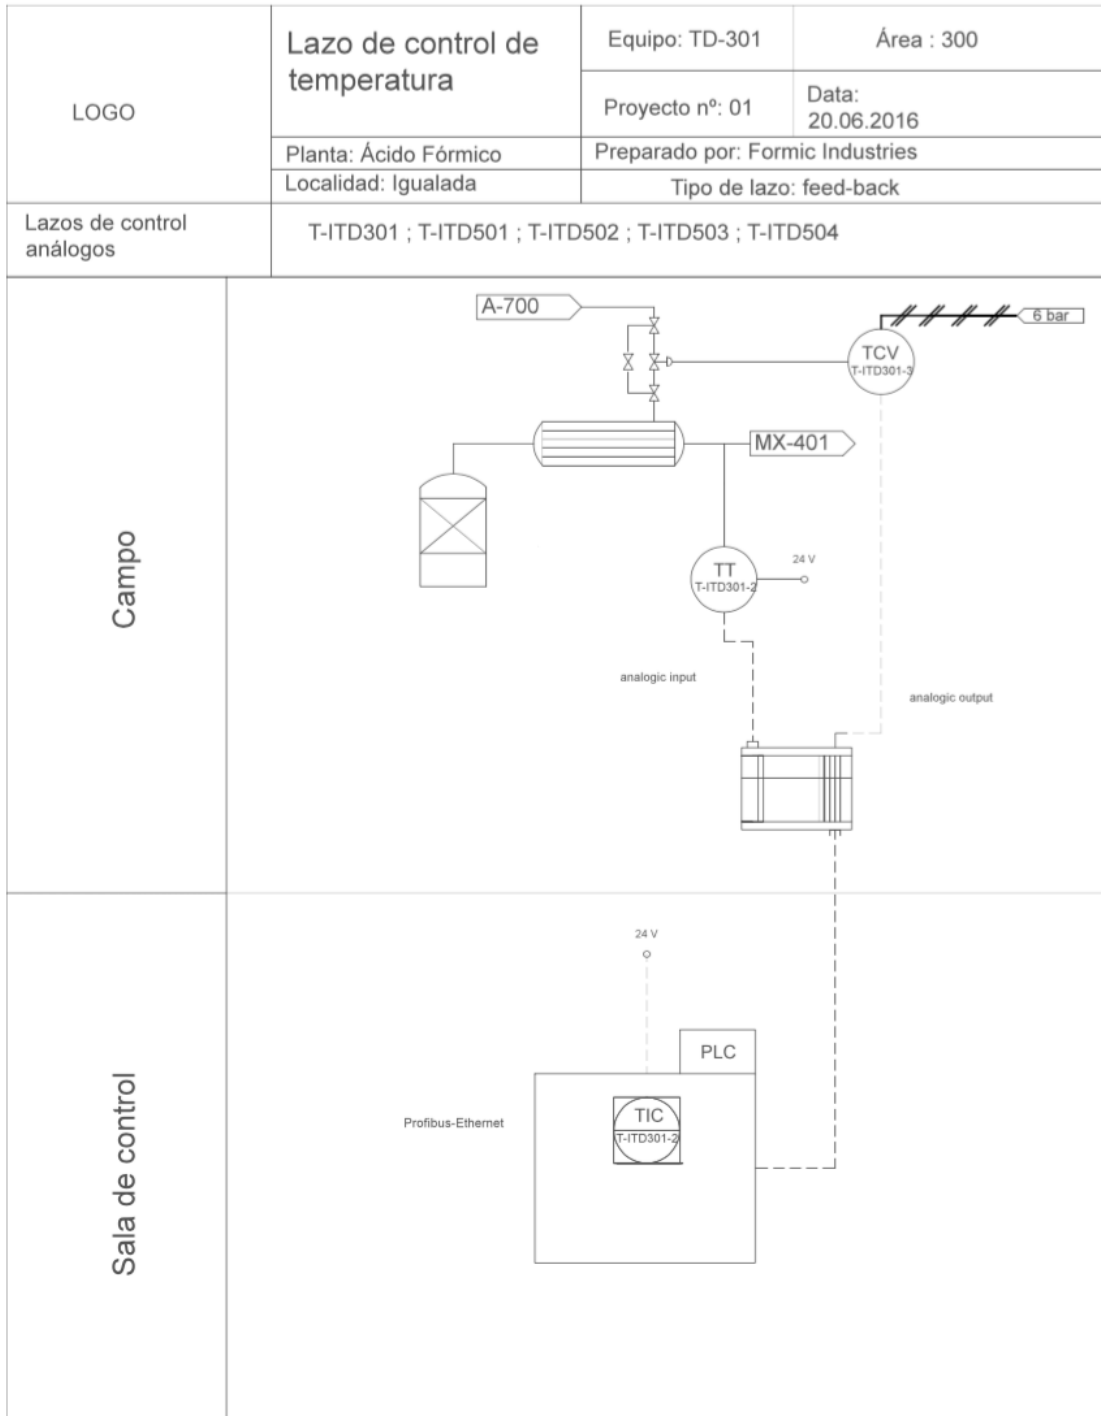 LOGO
Lazo de control de
temperatura
Equipo: TD-301
Área : 300
Proyecto nº: 01
Data:
20.06.2016
Planta: Ácido Fórmico
Preparado por: Formic Industries
Localidad: Igualada
Tipo de lazo: feed-back
Lazos de control
análogos
T-ITD301 ; T-ITD501 ; T-ITD502 ; T-ITD503 ; T-ITD504
Campo
A-700
6 bar
TCV
T-ITD301-3
MX-401
TT
T-ITD301-2
24 V
analogic input
analogic output
Sala de control
24 V
PLC
Profibus-Ethernet
TIC
T-ITD301-2